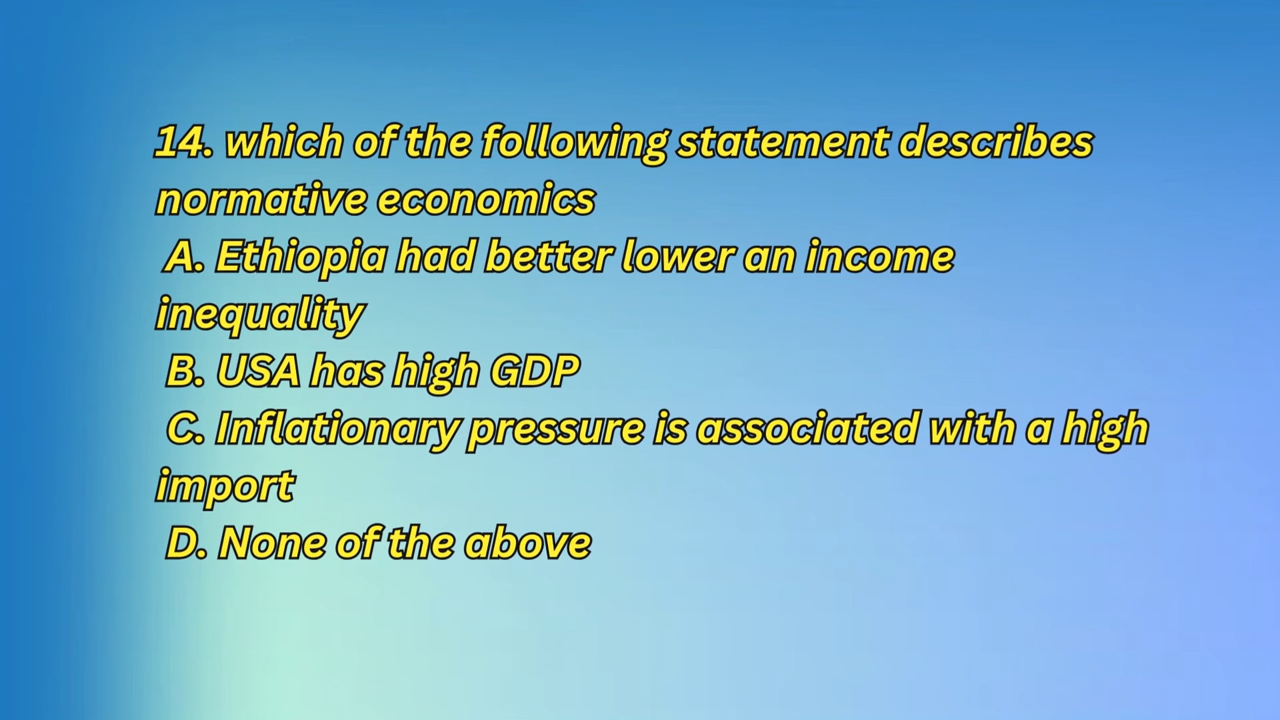 14. which of the following statement describes
normative economics
A. Ethiopia had better lower an income
inequality
B. USA has high GDP
C. Inflationary pressure is associated with a high
import
D. None of the above